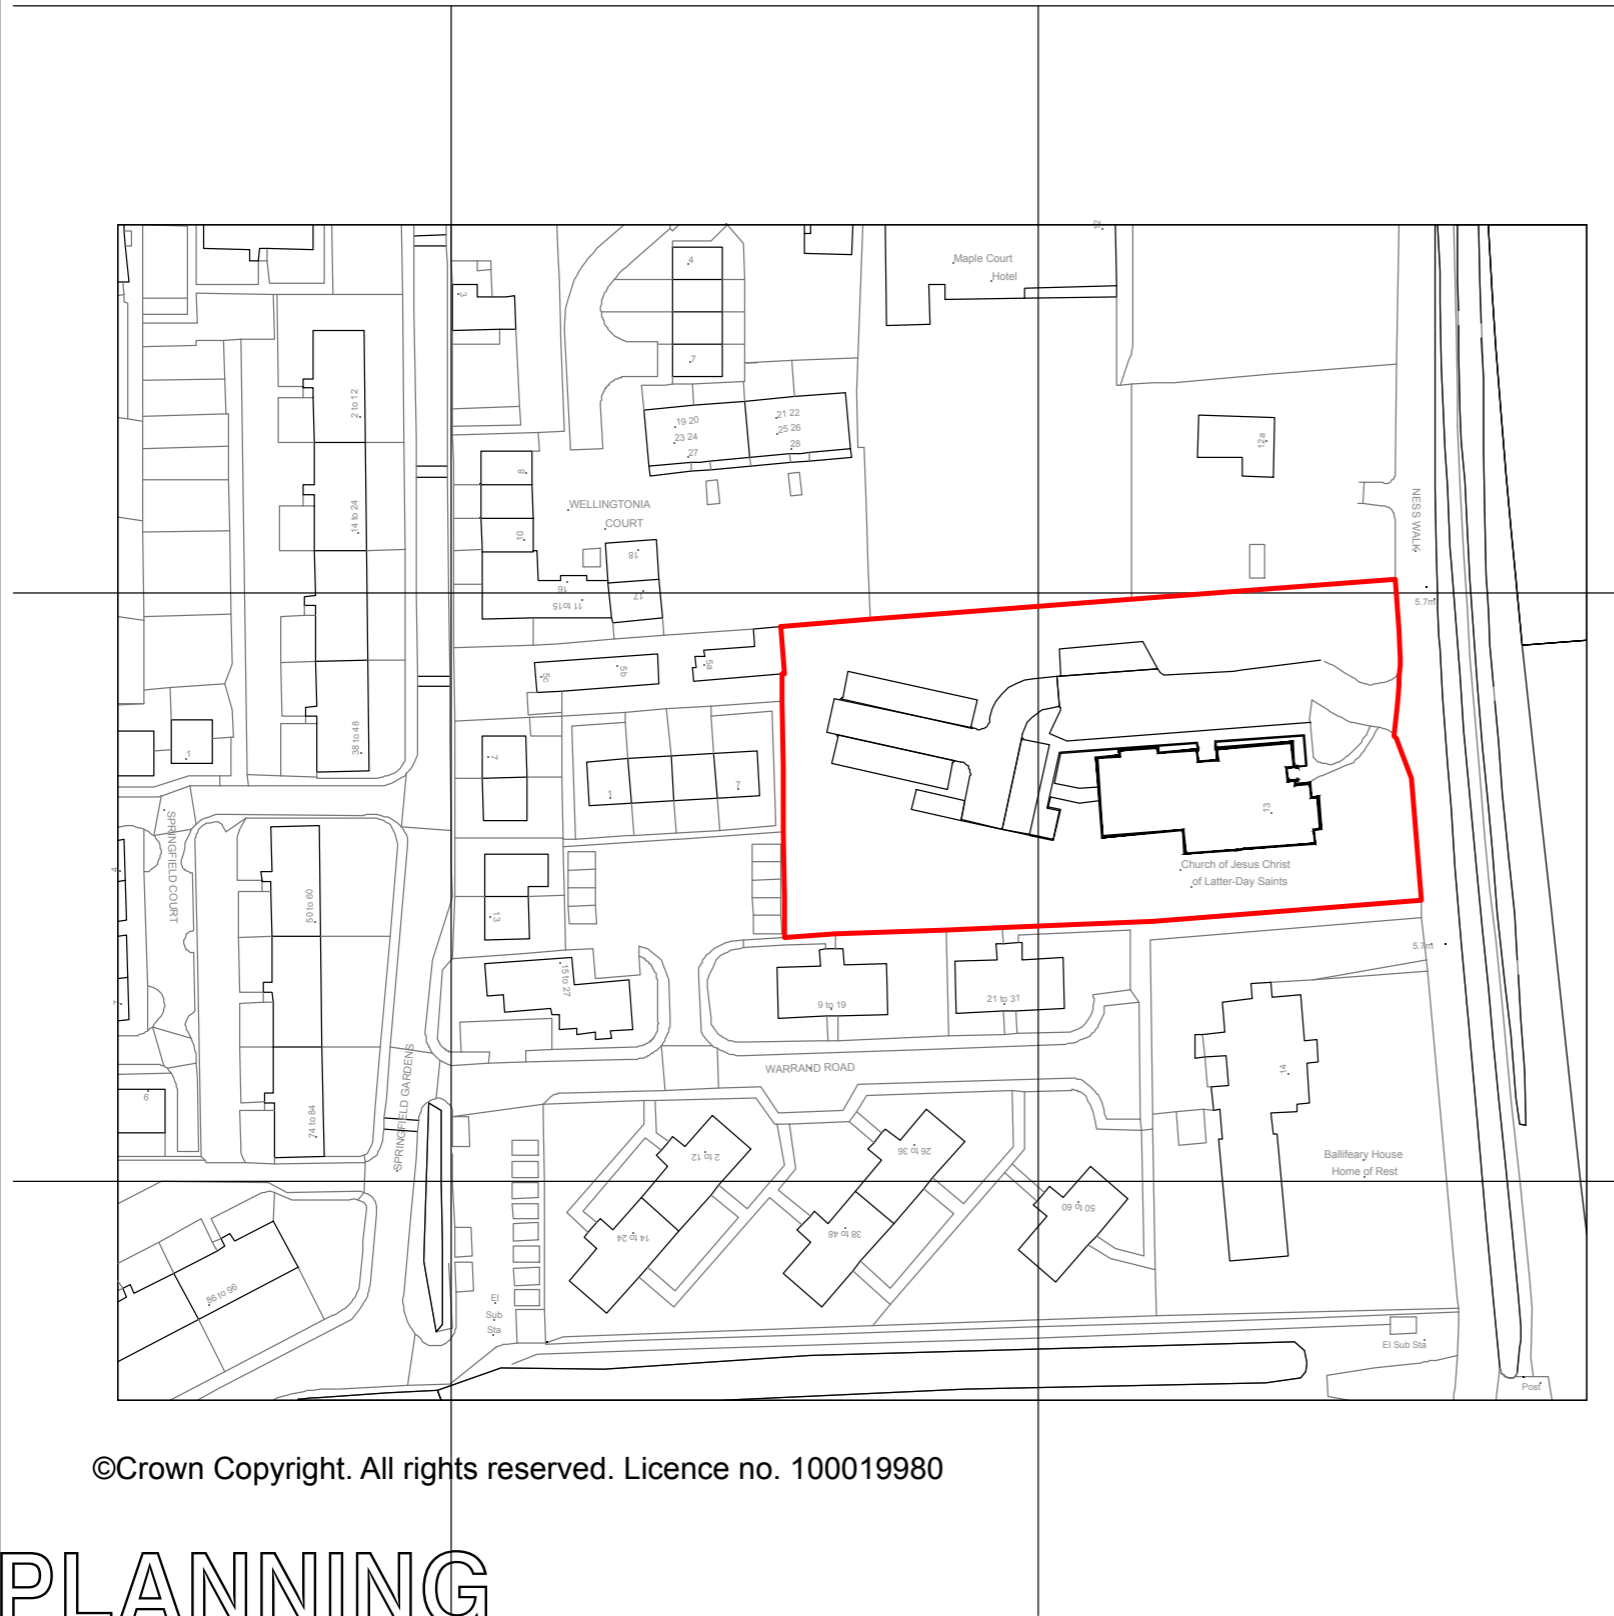 12
4
Maple Court
Hotel
3
7
2 to 12
19 20
23 24
27
21 22
25 26
28
12a
8
14 to 24
WELLINGTONIA
COURT
NESS WALK
10
18
16
11 to 15
17
5.7m
5a
5b
5c
38 to 48
1
7
1
7
13
SPRINGFIELD COURT
Church of Jesus Christ
of Latter-Day Saints
4
50 to 60
13
5.7m
15 to 27
7
9 to 19
21 to 31
WARRAND ROAD
14
6
SPRINGFIELD GARDENS
74 to 84
2 to 12
26 to 36
Ballifeary House
Home of Rest
50 to 60
14 to 24
38 to 48
86 to 96
El
Sub
Sta
El Sub Sta
Post
©Crown Copyright. All rights reserved. Licence no. 100019980
PLANNING